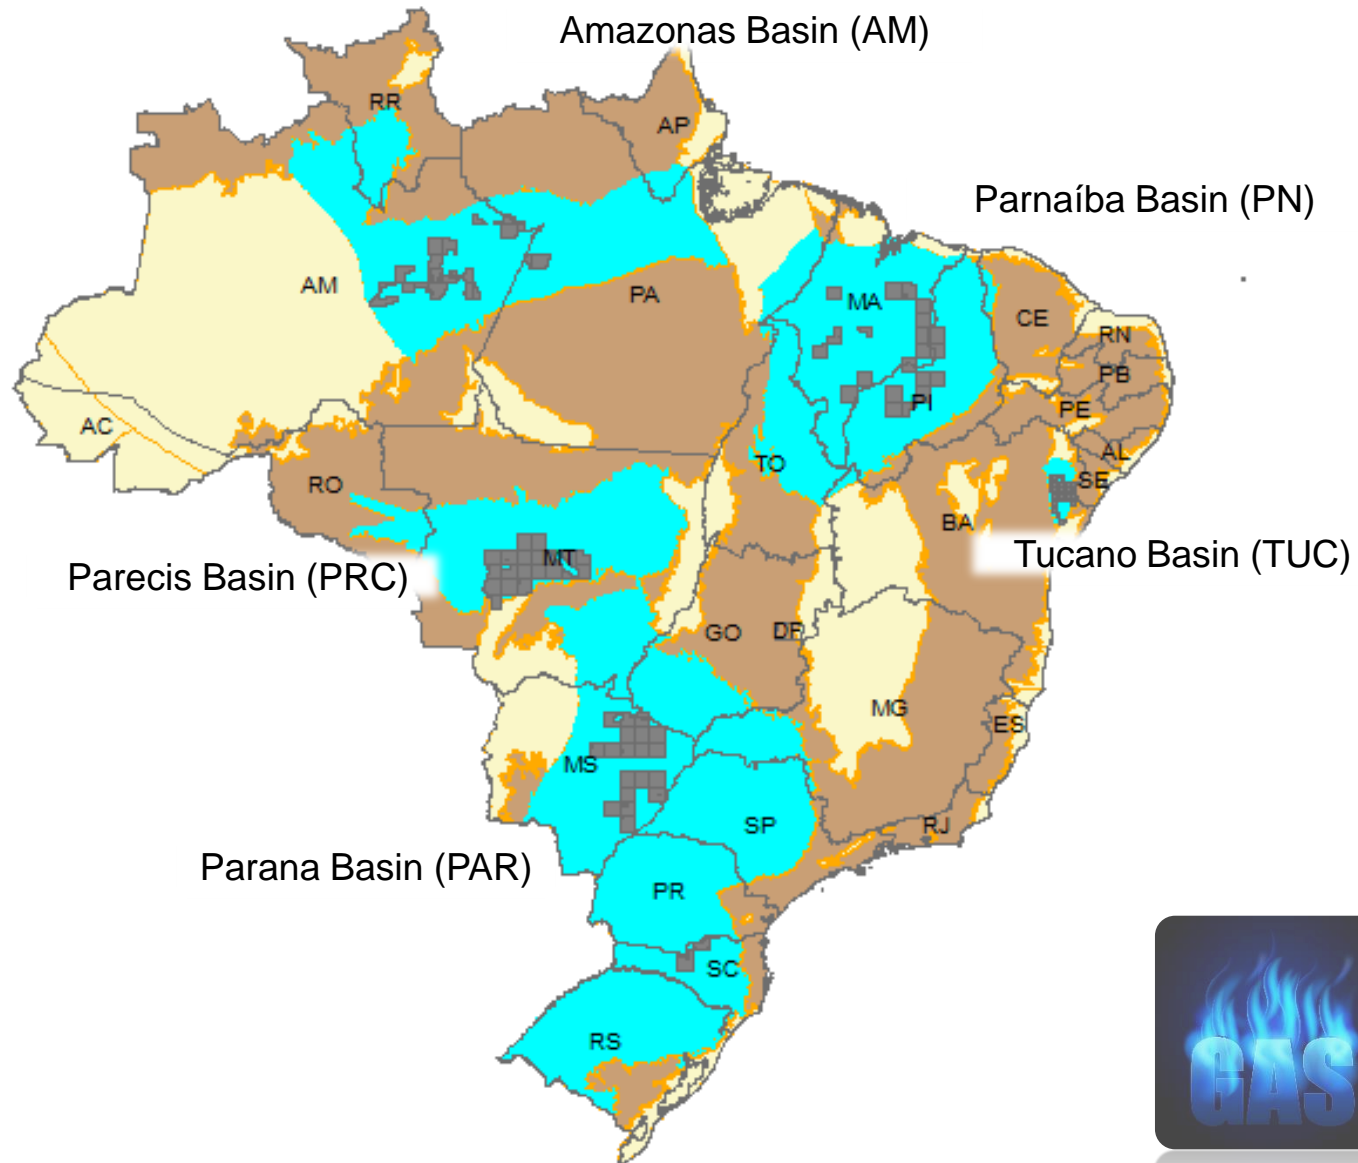 Amazonas Basin (AM)
RR
AP
Parnaíba Basin (PN)
AM
PA
MA
CE
RN
PB
PI
PE
AC
AL
TO
SE
RO
BA
MT
Tucano Basin (TUC)
Parecis Basin (PRC)
GO
DF
MG
ES
MS
SP
RJ
Parana Basin (PAR)
PR
SC
RS
GAS